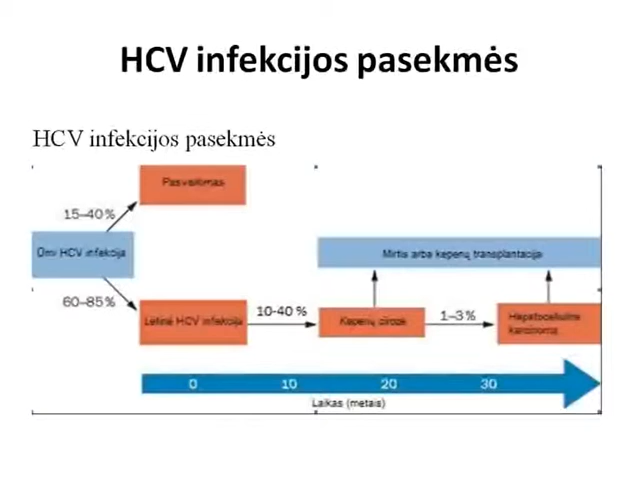 HCV infekcijos pasekmės
HCV infekcijos pasekmės
Pasveikimas
15–40 %
Ūmi HCV infekcija
60–85 %
Lėtinė HCV infekcija
10-40 %
Mirtis arba kepenų transplantacija
Kepenų cirozė
1–3 %
Hepatoceliulinė
karcinoma
0 10 20 30
Laikas (metais)